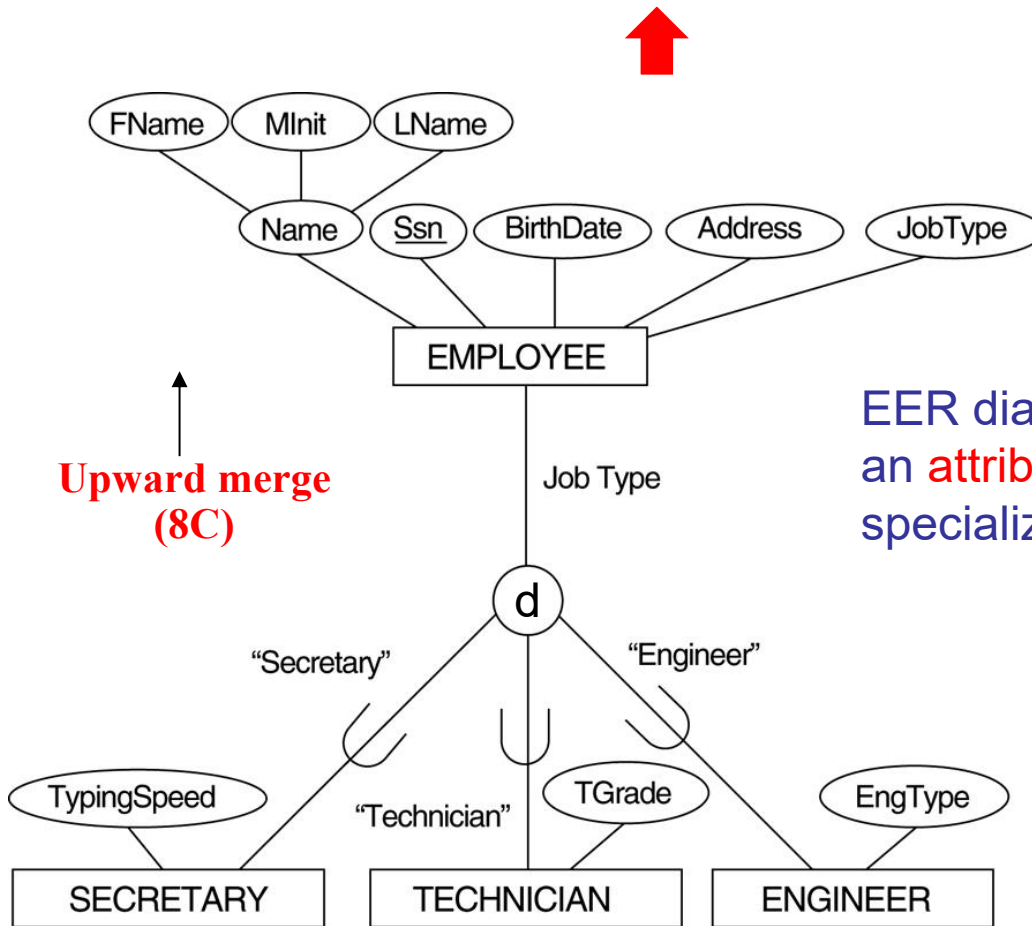 FName MInit LName
Name Ssn BirthDate Address JobType
EMPLOYEE
Upward merge
(8C)
Job Type
EER dia
an attrib
specializ
d
"Secretary" "Engineer"
TypingSpeed "Technician" TGrade EngType
SECRETARY TECHNICIAN ENGINEER